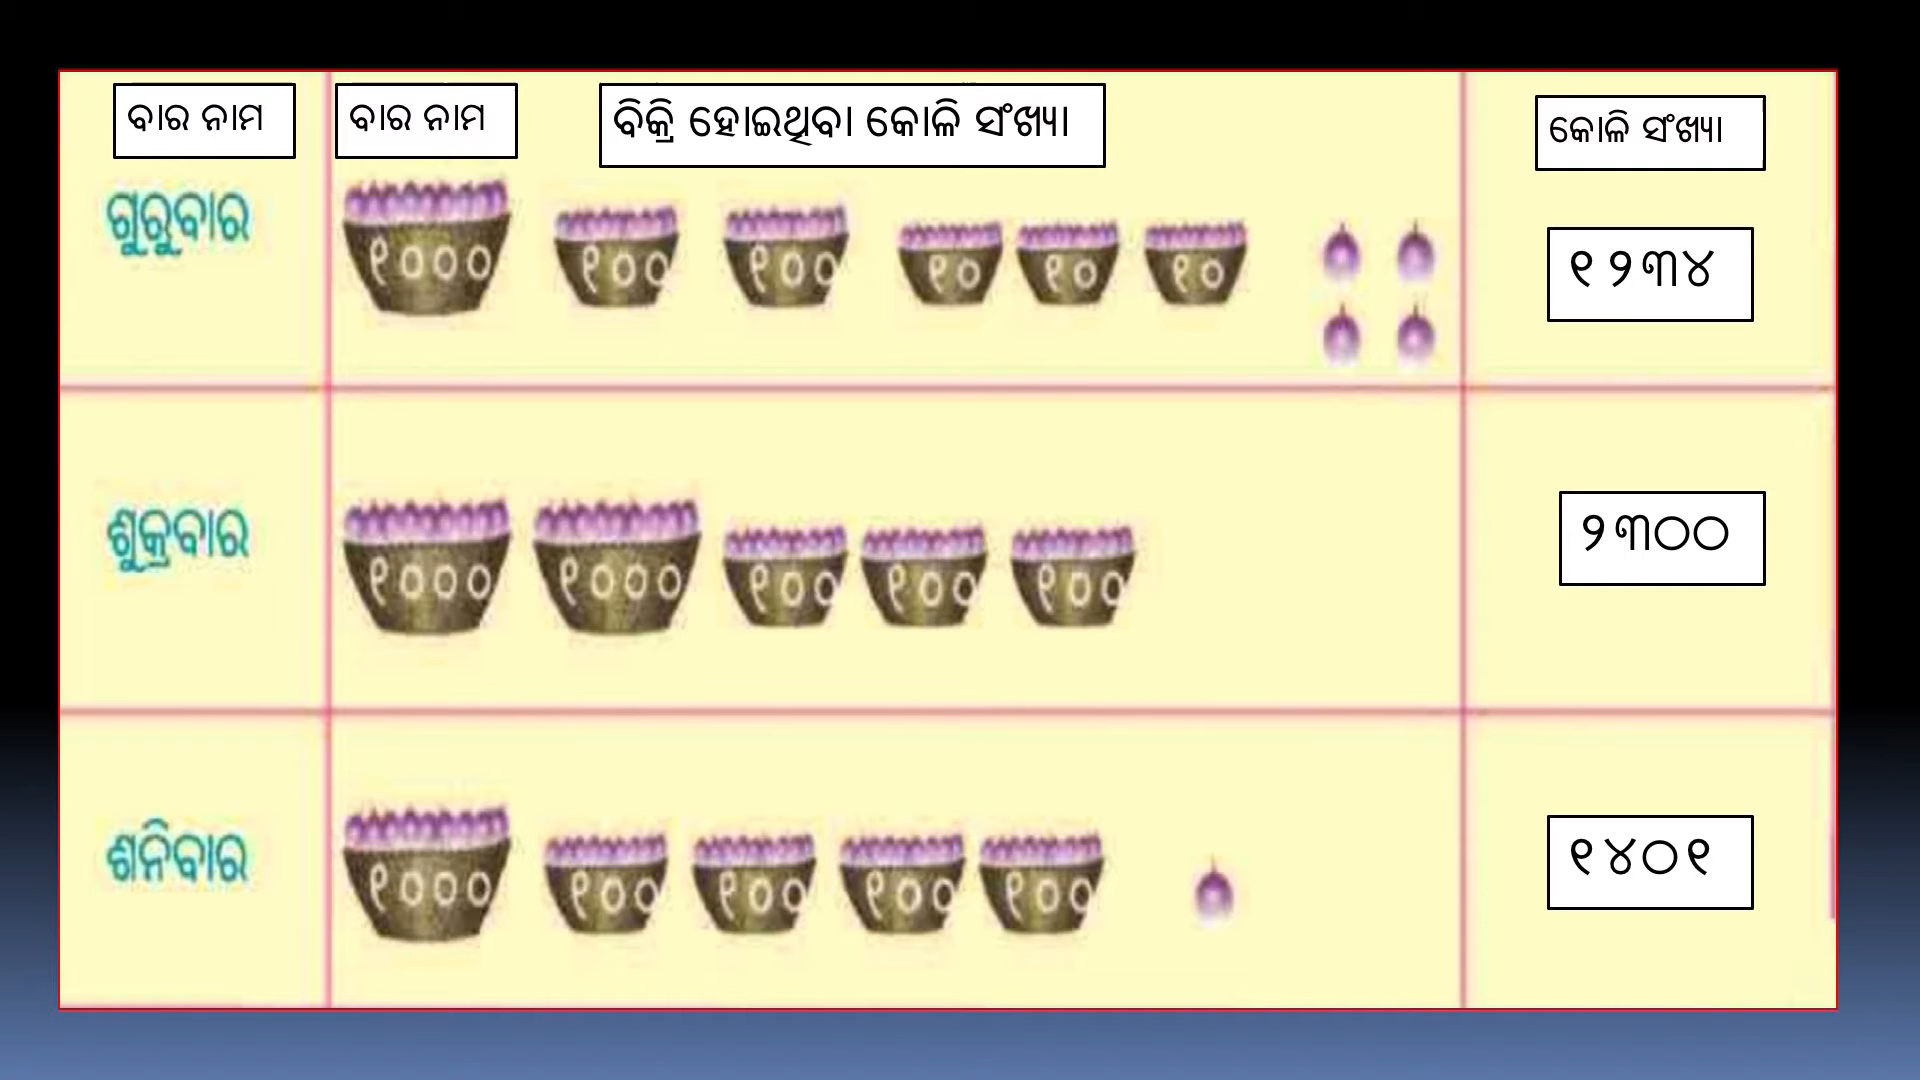 ବାର ନାମ ବାର ନାମ ବିକ୍ରି ହୋଇଥିବା କୋଳି ସଂଖ୍ୟା କୋଳି ସଂଖ୍ୟା
ଗୁରୁବାର ୧୦୦୦ ୧୦୦ ୧୦୦ ୧୦ ୧୦ ୧୦ ୧୨୩୪
ଶୁକ୍ରବାର ୧୦୦୦ ୧୦୦୦ ୧୦୦ ୧୦୦ ୧୦୦ ୨୩୦୦
ଶନିବାର ୧୦୦୦ ୧୦୦ ୧୦୦ ୧୦୦ ୧୦୦ ୧୪୦୧